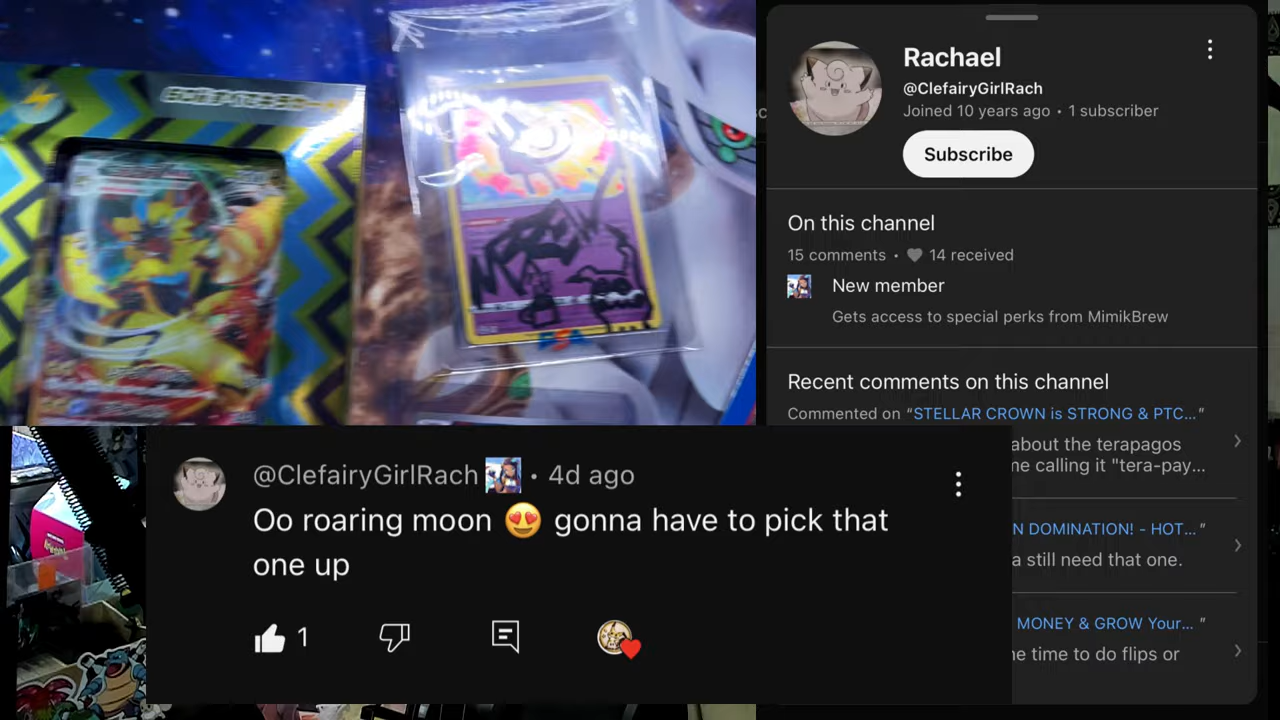 PSA
Rachael
@ClefairyGirlRach
Joined 10 years ago • 1 subscriber
Subscribe
On this channel
15 comments • 14 received
New member
Gets access to special perks from MimikBrew
Recent comments on this channel
Commented on “STELLAR CROWN is STRONG & PTC...”
about the terapagos
me calling it "tera-pay...
N DOMINATION! - HOT...”
a still need that one.
MONEY & GROW Your... ”
he time to do flips or
@ClefairyGirlRach • 4d ago
Oo roaring moon 😍 gonna have to pick that
one up
1